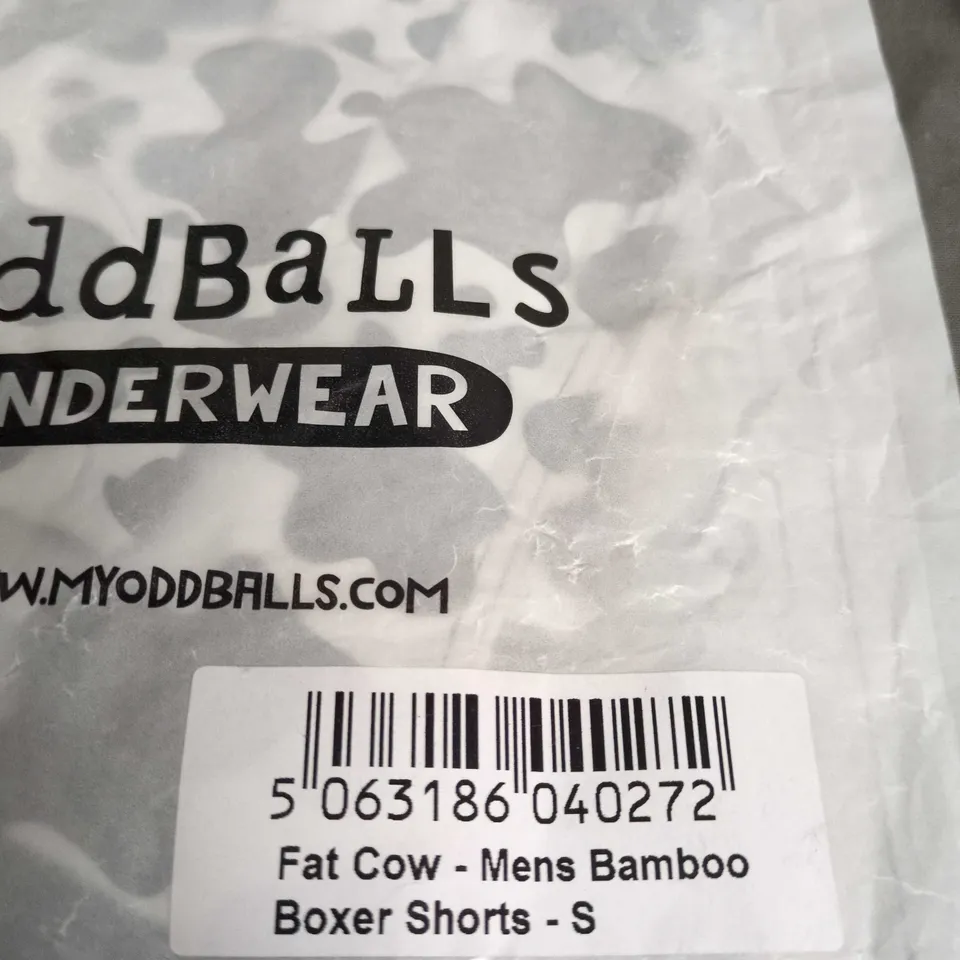 ddBaLLs
NDERWEAR
W.MYODDBALLS.COM
5 063186 040272
Fat Cow - Mens Bamboo
Boxer Shorts - S